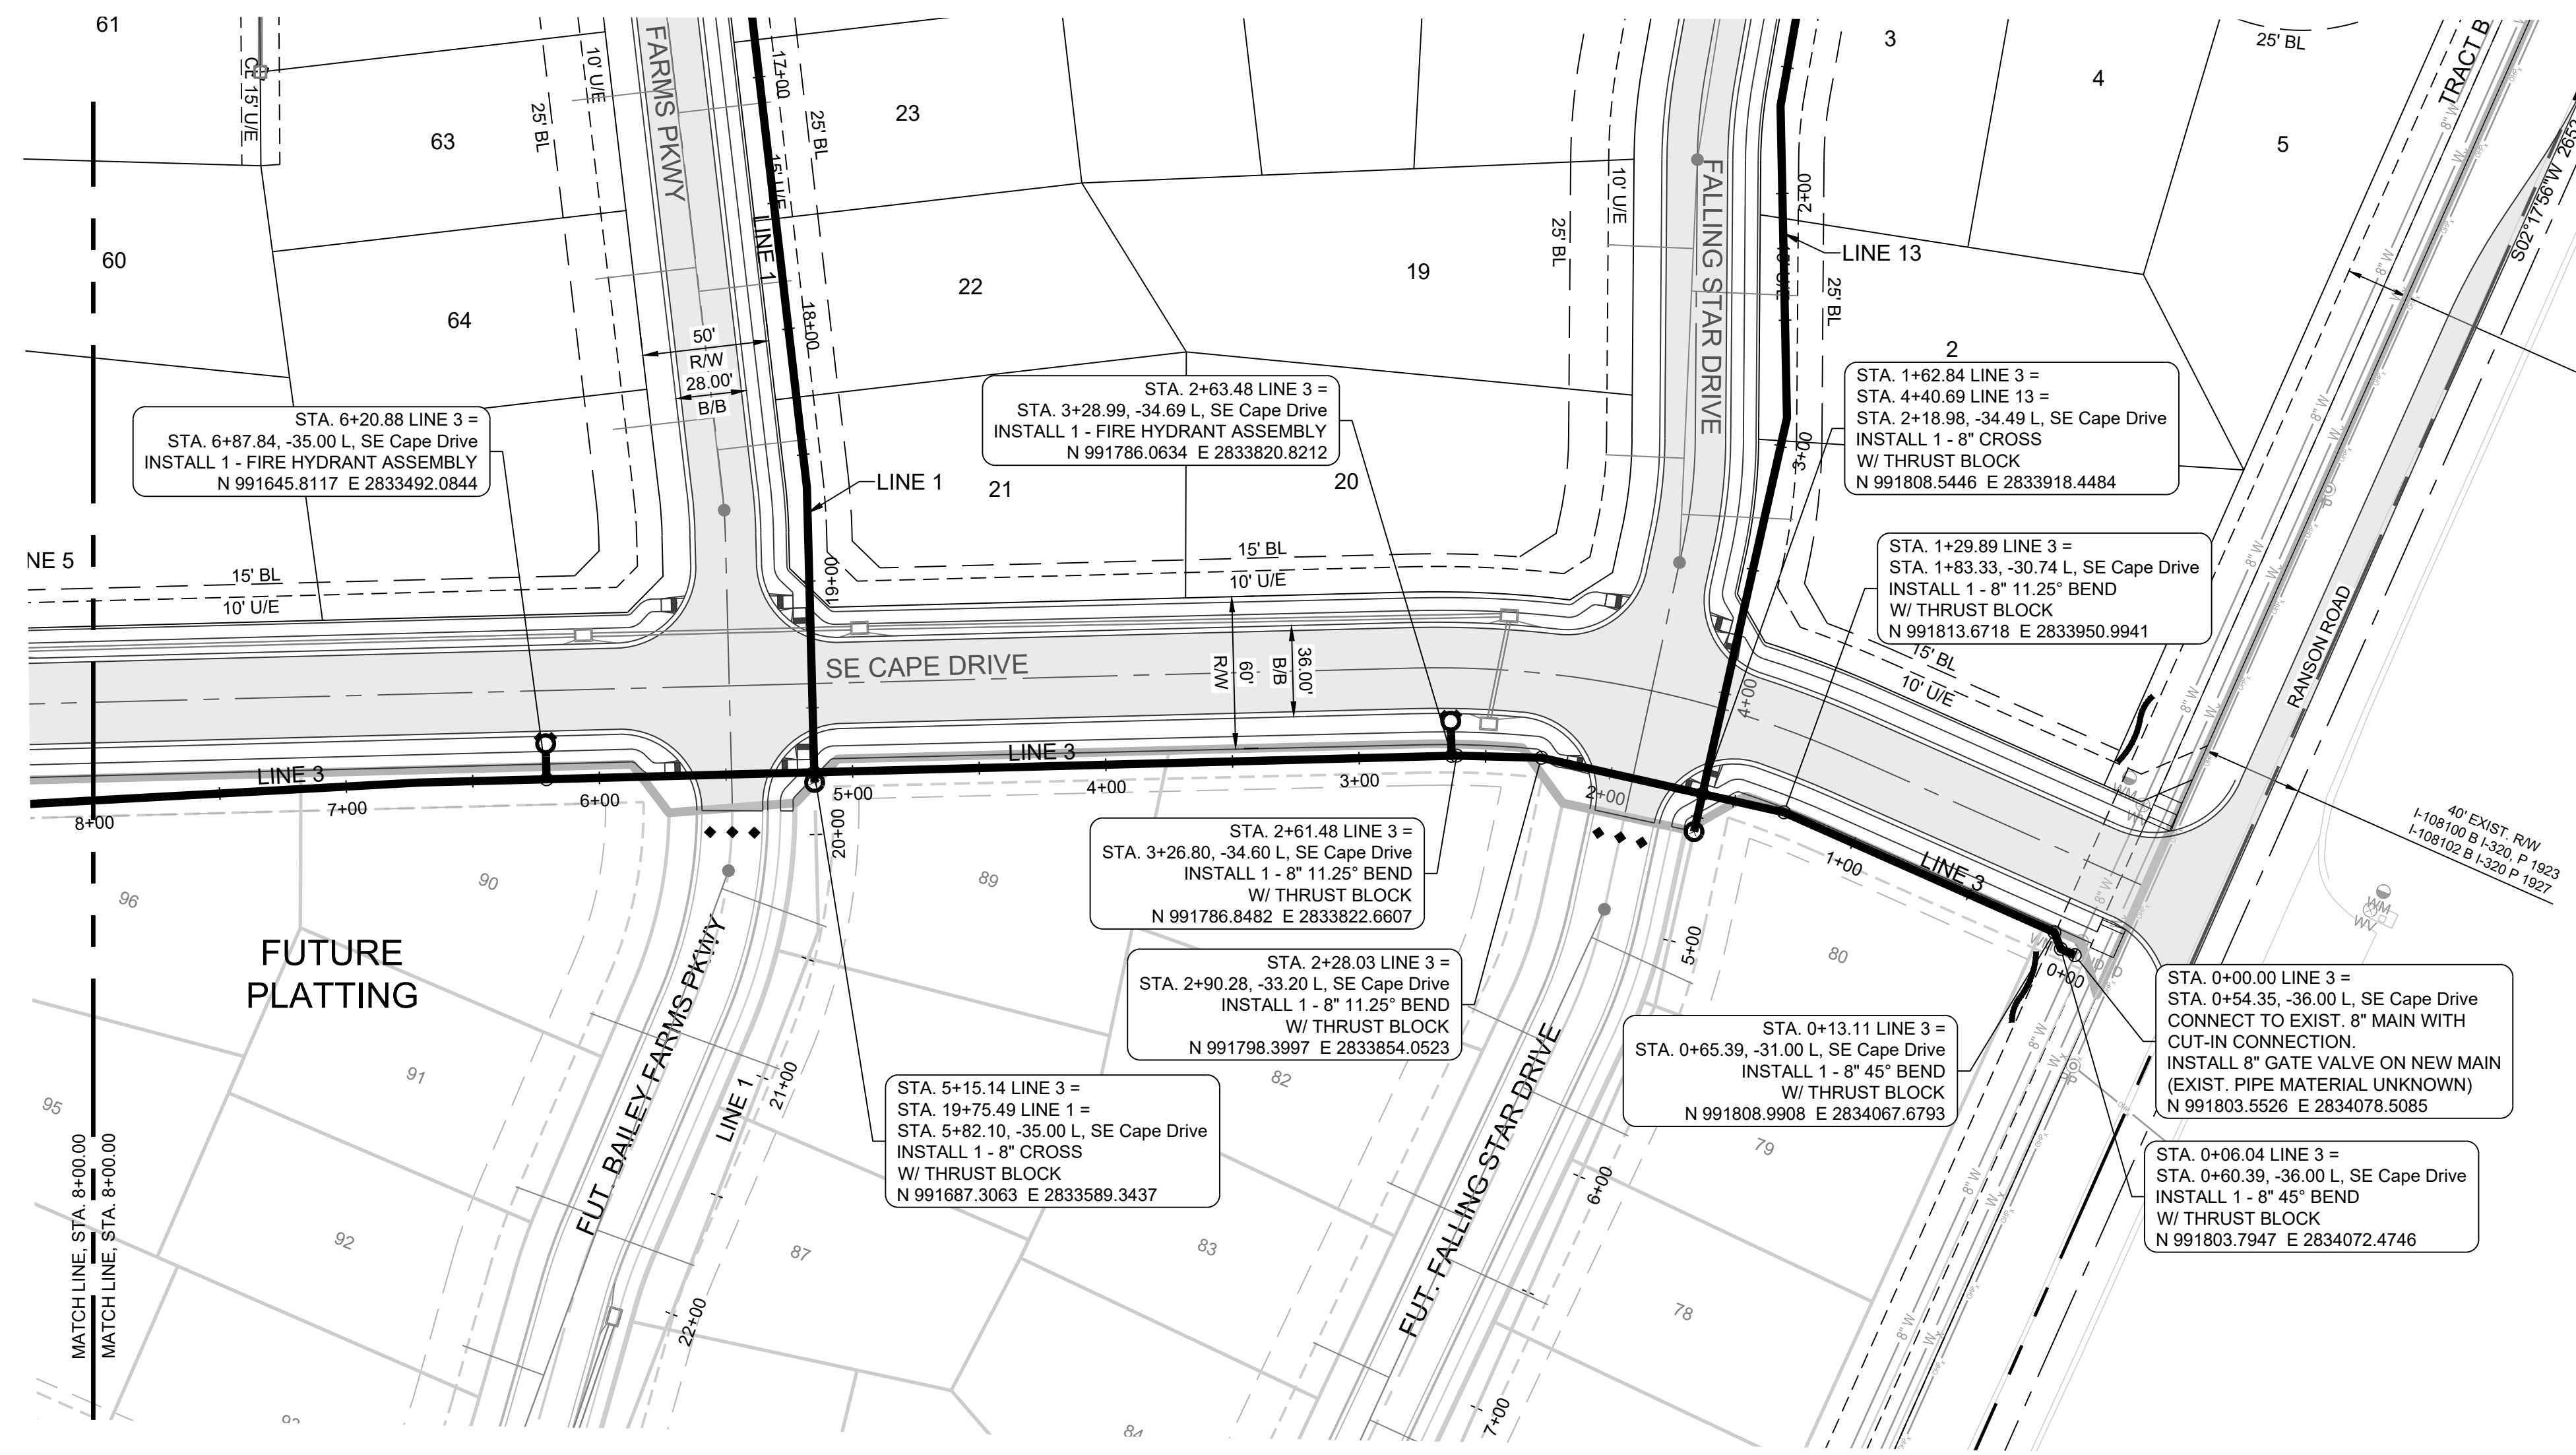 61
CE 15' U/E
63
25' BL
10' U/E
FARMS PKWY
17+00
25' BL
23
15' U/E
LINE 1
60
64
50'
R/W
28.00'
B/B
18+00
22
19
25' BL
10' U/E
FALLING STAR DRIVE
2+00
LINE 13
15' U/E
25' BL
3
4
25' BL
5
TRACT B
8" W
S02°17'56"W
2
STA. 6+20.88 LINE 3 =
STA. 6+87.84, -35.00 L, SE Cape Drive
INSTALL 1 - FIRE HYDRANT ASSEMBLY
N 991645.8117 E 2833492.0844
STA. 2+63.48 LINE 3 =
STA. 3+28.99, -34.69 L, SE Cape Drive
INSTALL 1 - FIRE HYDRANT ASSEMBLY
N 991786.0634 E 2833820.8212
STA. 1+62.84 LINE 3 =
STA. 4+40.69 LINE 13 =
STA. 2+18.98, -34.49 L, SE Cape Drive
INSTALL 1 - 8" CROSS
W/ THRUST BLOCK
N 991808.5446 E 2833918.4484
LINE 1
21
20
3+00
NE 5
15' BL
10' U/E
19+00
15' BL
10' U/E
STA. 1+29.89 LINE 3 =
STA. 1+83.33, -30.74 L, SE Cape Drive
INSTALL 1 - 8" 11.25° BEND
W/ THRUST BLOCK
N 991813.6718 E 2833950.9941
SE CAPE DRIVE
60'
R/W
36.00'
B/B
4+00
15' BL
10' U/E
8" W
RANSON ROAD
LINE 3
LINE 3
8+00
7+00
6+00
5+00
4+00
3+00
2+00
1+00
LINE 3
0+00
20+00
WM
40' EXIST. R/W
I-108100 B I-320, P 1923
I-108102 B I-320 P 1927
WM
WV
96
90
89
80
FUTURE
PLATTING
STA. 2+61.48 LINE 3 =
STA. 3+26.80, -34.60 L, SE Cape Drive
INSTALL 1 - 8" 11.25° BEND
W/ THRUST BLOCK
N 991786.8482 E 2833822.6607
STA. 2+28.03 LINE 3 =
STA. 2+90.28, -33.20 L, SE Cape Drive
INSTALL 1 - 8" 11.25° BEND
W/ THRUST BLOCK
N 991798.3997 E 2833854.0523
5+00
STA. 0+00.00 LINE 3 =
STA. 0+54.35, -36.00 L, SE Cape Drive
CONNECT TO EXIST. 8" MAIN WITH
CUT-IN CONNECTION.
INSTALL 8" GATE VALVE ON NEW MAIN
(EXIST. PIPE MATERIAL UNKNOWN)
N 991803.5526 E 2834078.5085
STA. 0+13.11 LINE 3 =
STA. 0+65.39, -31.00 L, SE Cape Drive
INSTALL 1 - 8" 45° BEND
W/ THRUST BLOCK
N 991808.9908 E 2834067.6793
STA. 5+15.14 LINE 3 =
STA. 19+75.49 LINE 1 =
STA. 5+82.10, -35.00 L, SE Cape Drive
INSTALL 1 - 8" CROSS
W/ THRUST BLOCK
N 991687.3063 E 2833589.3437
STA. 0+06.04 LINE 3 =
STA. 0+60.39, -36.00 L, SE Cape Drive
INSTALL 1 - 8" 45° BEND
W/ THRUST BLOCK
N 991803.7947 E 2834072.4746
FUT. BAILEY FARMS PKWY
LINE 1
21+00
FUT. FALLING STAR DRIVE
6+00
91
95
82
79
92
87
83
78
22+00
7+00
84
MATCH LINE, STA. 8+00.00
MATCH LINE, STA. 8+00.00
8" W